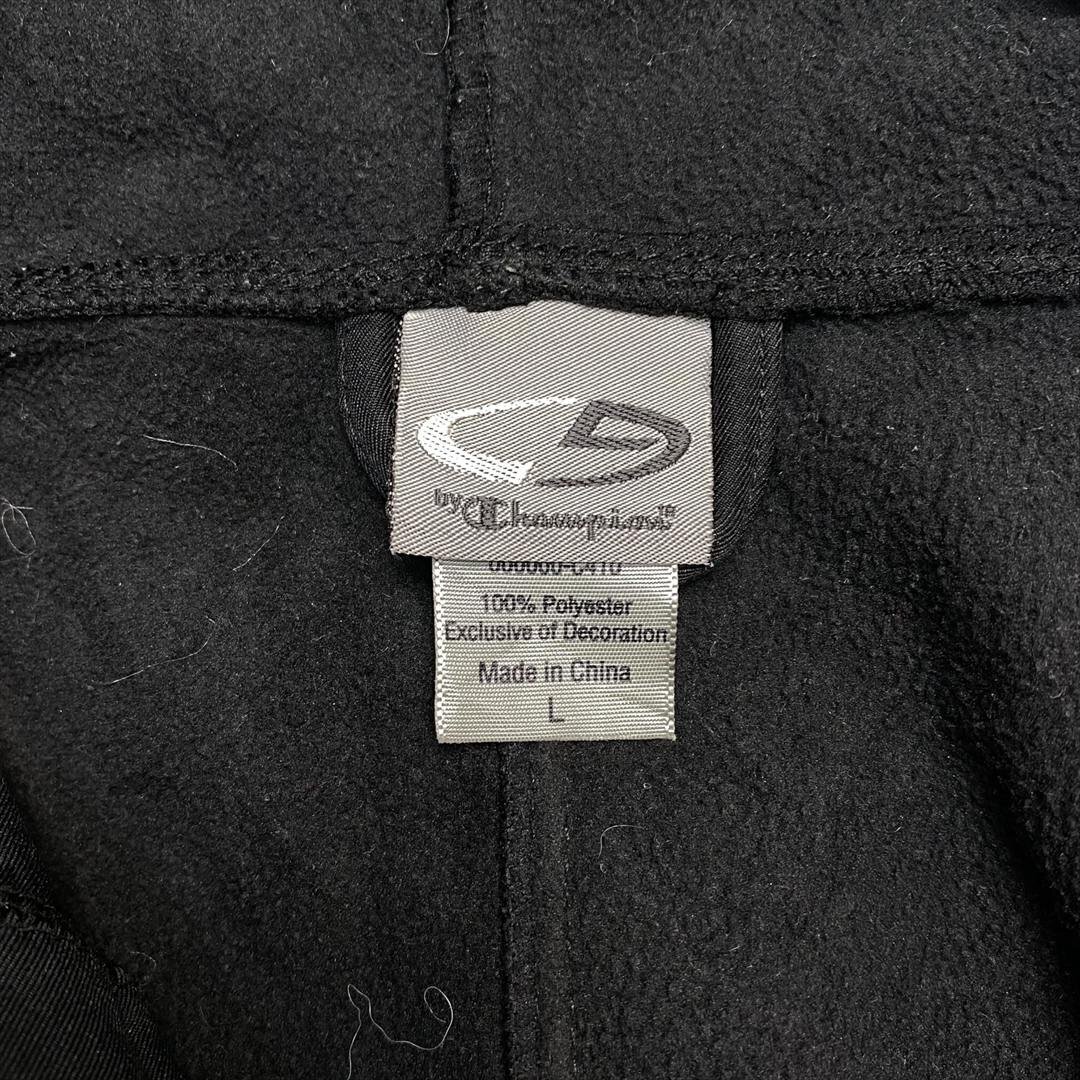 by Champion
100% Polyester
Exclusive of Decoration
Made in China
L